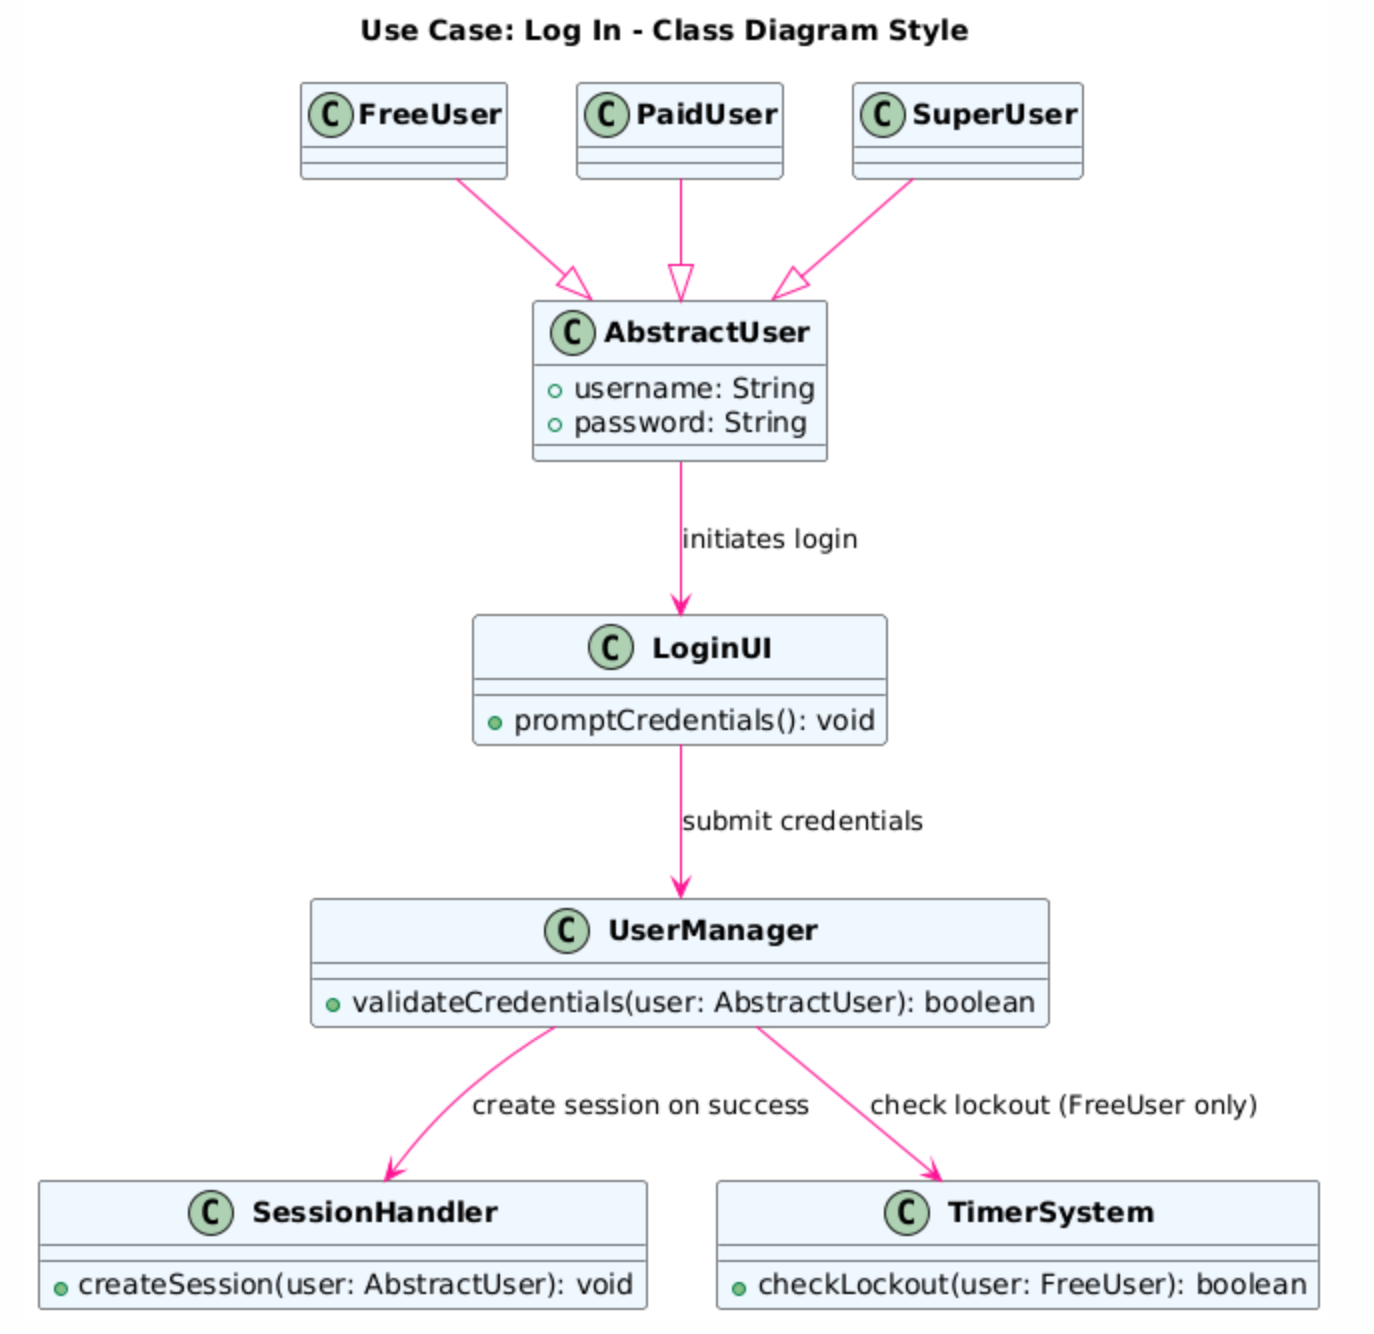 Use Case: Log In - Class Diagram Style
C FreeUser
C PaidUser
C SuperUser
C AbstractUser
username: String
password: String
initiates login
C LoginUI
promptCredentials(): void
submit credentials
C UserManager
validateCredentials(user: AbstractUser): boolean
create session on success
check lockout (FreeUser only)
C SessionHandler
createSession(user: AbstractUser): void
C TimerSystem
checkLockout(user: FreeUser): boolean